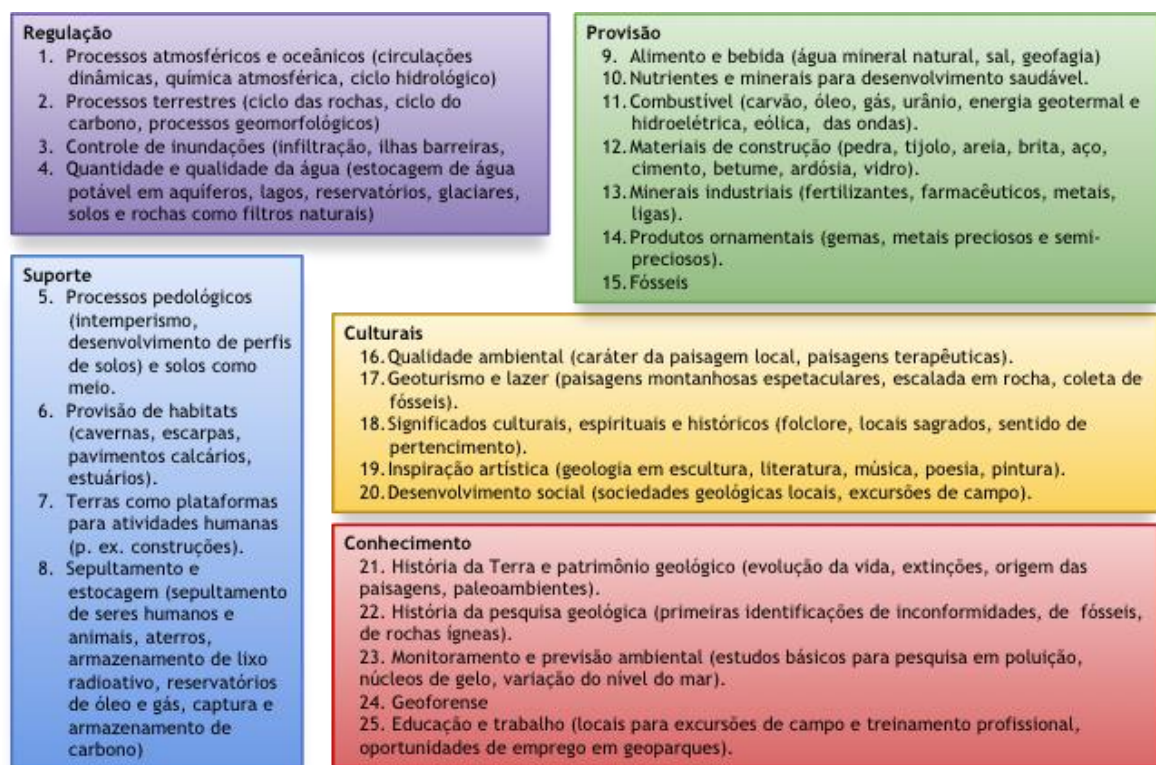 Regulação
1. Processos atmosféricos e oceânicos (circulações
dinâmicas, química atmosférica, ciclo hidrológico)
2. Processos terrestres (ciclo das rochas, ciclo do
carbono, processos geomorfológicos)
3. Controle de inundações (infiltração, ilhas barreiras,
4. Quantidade e qualidade da água (estocagem de água
potável em aquíferos, lagos, reservatórios, glaciares,
solos e rochas como filtros naturais)
Provisão
9. Alimento e bebida (água mineral natural, sal, geofagia)
10. Nutrientes e minerais para desenvolvimento saudável.
11. Combustível (carvão, óleo, gás, urânio, energia geotermal e
hidroelétrica, eólica, das ondas).
12. Materiais de construção (pedra, tijolo, areia, brita, aço,
cimento, betume, ardósia, vidro).
13. Minerais industriais (fertilizantes, farmacêuticos, metais,
ligas).
14. Produtos ornamentais (gemas, metais preciosos e semi-
preciosos).
15. Fósseis
Suporte
5. Processos pedológicos
(intemperismo,
desenvolvimento de perfis
de solos) e solos como
meio.
6. Provisão de habitats
(cavernas, escarpas,
pavimentos calcários,
estuários).
7. Terras como plataformas
para atividades humanas
(p. ex. construções).
8. Sepultamento e
estocagem (sepultamento
de seres humanos e
animais, aterros,
armazenamento de lixo
radioativo, reservatórios
de óleo e gás, captura e
armazenamento de
carbono)
Culturais
16. Qualidade ambiental (caráter da paisagem local, paisagens terapêuticas).
17. Geoturismo e lazer (paisagens montanhosas espetaculares, escalada em rocha, coleta de
fósseis).
18. Significados culturais, espirituais e históricos (folclore, locais sagrados, sentido de
pertencimento).
19. Inspiração artística (geologia em escultura, literatura, música, poesia, pintura).
20. Desenvolvimento social (sociedades geológicas locais, excursões de campo).
Conhecimento
21. História da Terra e patrimônio geológico (evolução da vida, extinções, origem das
paisagens, paleoambientes).
22. História da pesquisa geológica (primeiras identificações de inconformidades, de fósseis,
de rochas ígneas).
23. Monitoramento e previsão ambiental (estudos básicos para pesquisa em poluição,
núcleos de gelo, variação do nível do mar).
24. Geoforense
25. Educação e trabalho (locais para excursões de campo e treinamento profissional,
oportunidades de emprego em geoparques).